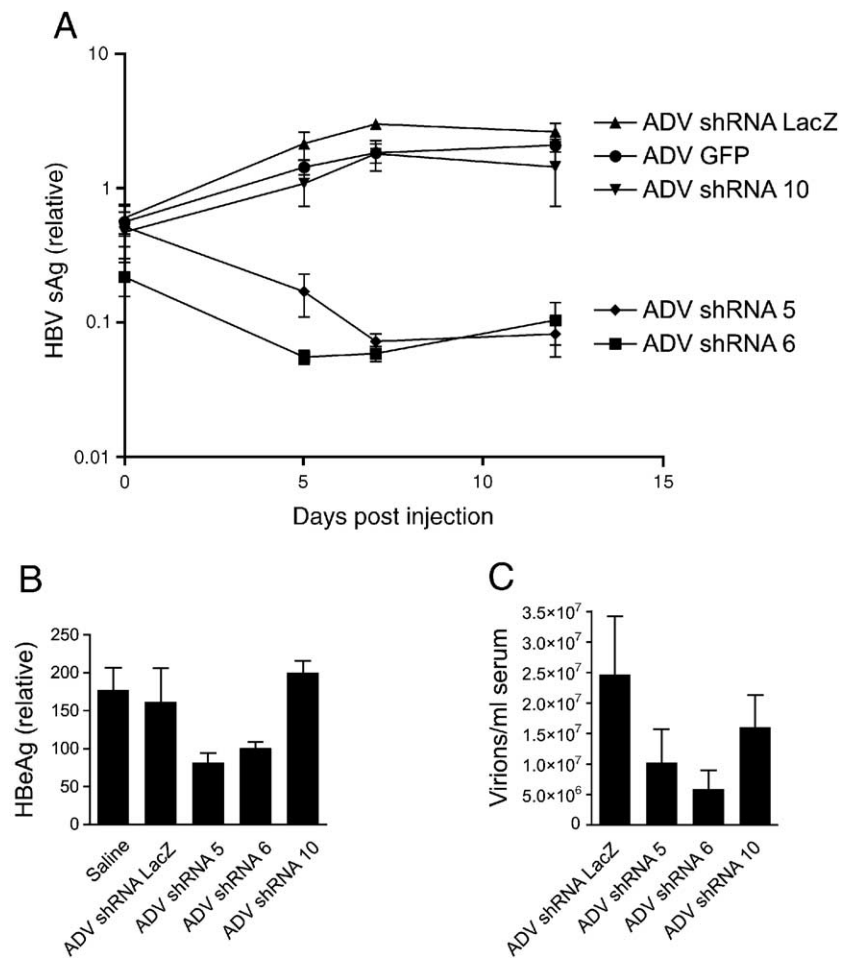 A
10
1
0.1
0.01
HBV sAg (relative)
0
5
10
15
Days post injection
ADV shRNA LacZ
ADV GFP
ADV shRNA 10
ADV shRNA 5
ADV shRNA 6
B
HBeAg (relative)
250
200
150
100
50
0
Saline
ADV shRNA LacZ
ADV shRNA 5
ADV shRNA 6
ADV shRNA 10
C
Virions/ml serum
3.5×10⁷
3.0×10⁷
2.5×10⁷
2.0×10⁷
1.5×10⁷
1.0×10⁷
5.0×10⁶
0
ADV shRNA LacZ
ADV shRNA 5
ADV shRNA 6
ADV shRNA 10